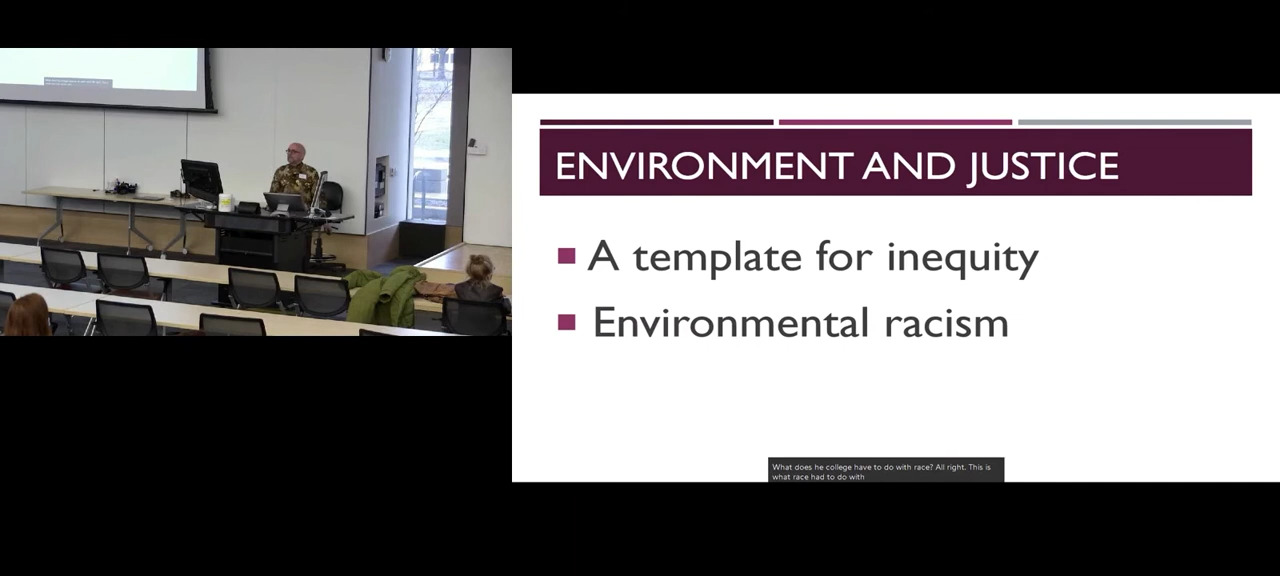 ENVIRONMENT AND JUSTICE
A template for inequity
Environmental racism
What does he college have to do with race? All right. This is
what race had to do with